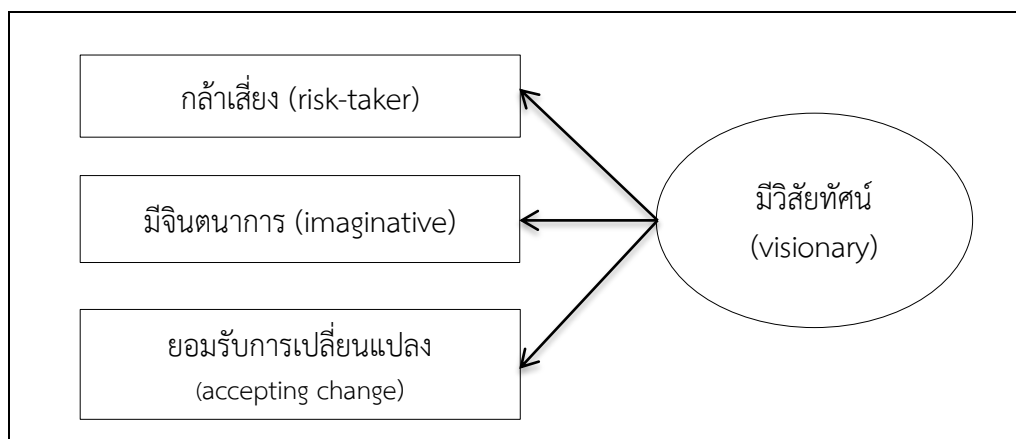 กล้าเสี่ยง (risk-taker)
มีจินตนาการ (imaginative)
ยอมรับการเปลี่ยนแปลง
(accepting change)
มีวิสัยทัศน์
(visionary)